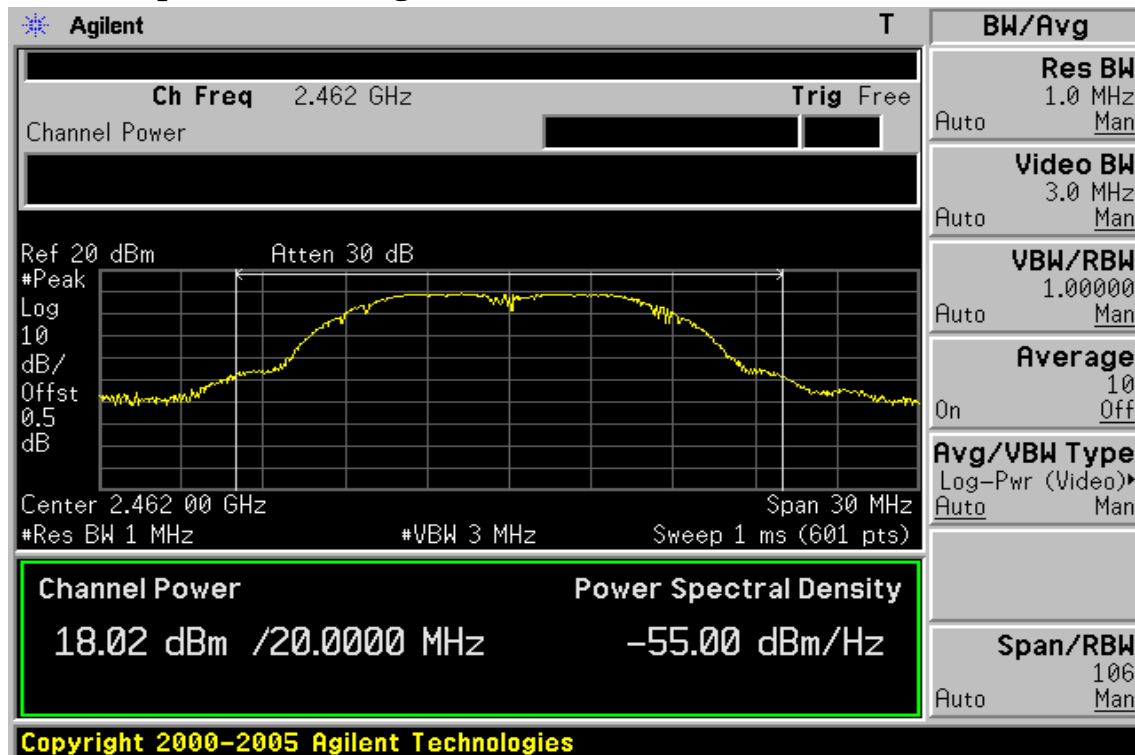 Agilent T
Ch Freq 2.462 GHz Trig Free
Channel Power
Ref 20 dBm Atten 30 dB
#Peak
Log
10
dB/
Offst
0.5
dB
Center 2.462 00 GHz Span 30 MHz
#Res BW 1 MHz #VBW 3 MHz Sweep 1 ms (601 pts)
Channel Power Power Spectral Density
18.02 dBm /20.0000 MHz -55.00 dBm/Hz
Copyright 2000-2005 Agilent Technologies
BW/Avg
Res BW
1.0 MHz
Auto Man
Video BW
3.0 MHz
Auto Man
VBW/RBW
1.00000
Auto Man
Average
10
On Off
Avg/VBW Type
Log-Pwr (Video)
Auto Man
Span/RBW
106
Auto Man